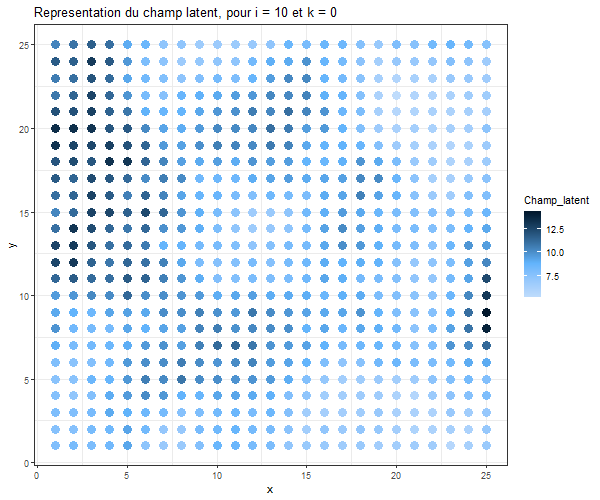 Representation du champ latent, pour i = 10 et k = 0
25
20
15
10
5
0
y
0 5 10 15 20 25
x
Champ_latent
12.5
10.0
7.5